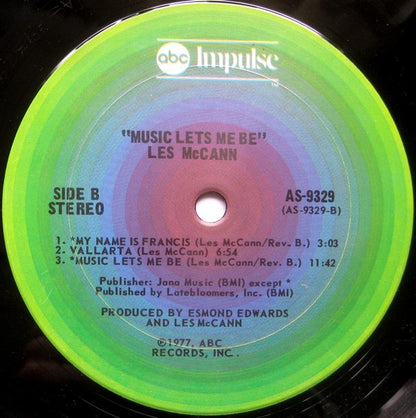 abc Impulse
"MUSIC LETS ME BE"
LES McCANN
SIDE B
STEREO
AS-9329
(AS-9329-B)
1. *MY NAME IS FRANCIS (Les McCann/Rev. B.) 3:03
2. VALLARTA (Les McCann) 6:54
3. *MUSIC LETS ME BE (Les McCann/Rev. B.) 11:42
Publisher: Jana Music (BMI) except *
Published by Latebloomers, Inc. (BMI)
PRODUCED BY ESMOND EDWARDS
AND LES McCANN
©1977, ABC
RECORDS, INC.